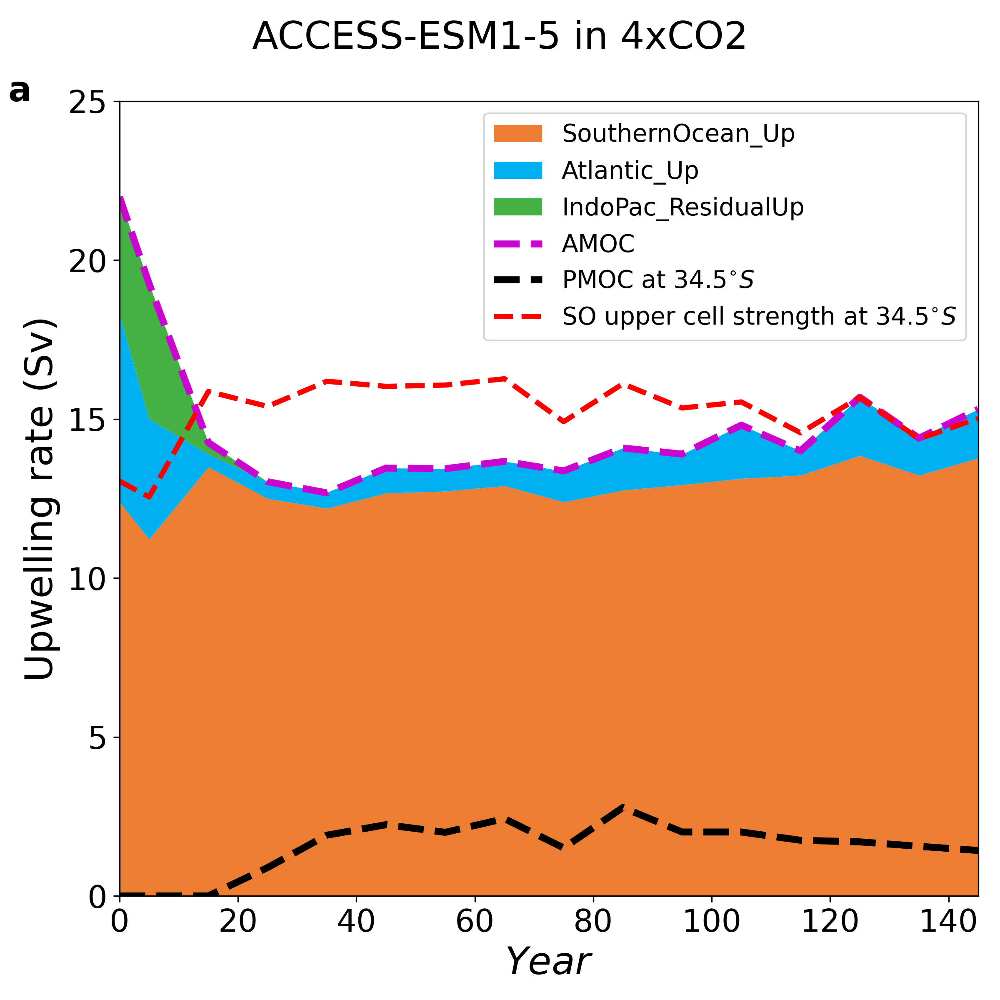 ACCESS-ESM1-5 in 4xCO2
a
25
20
15
10
5
0
Upwelling rate (Sv)
SouthernOcean_Up
Atlantic_Up
IndoPac_ResidualUp
AMOC
PMOC at 34.5°S
SO upper cell strength at 34.5°S
0 20 40 60 80 100 120 140
Year